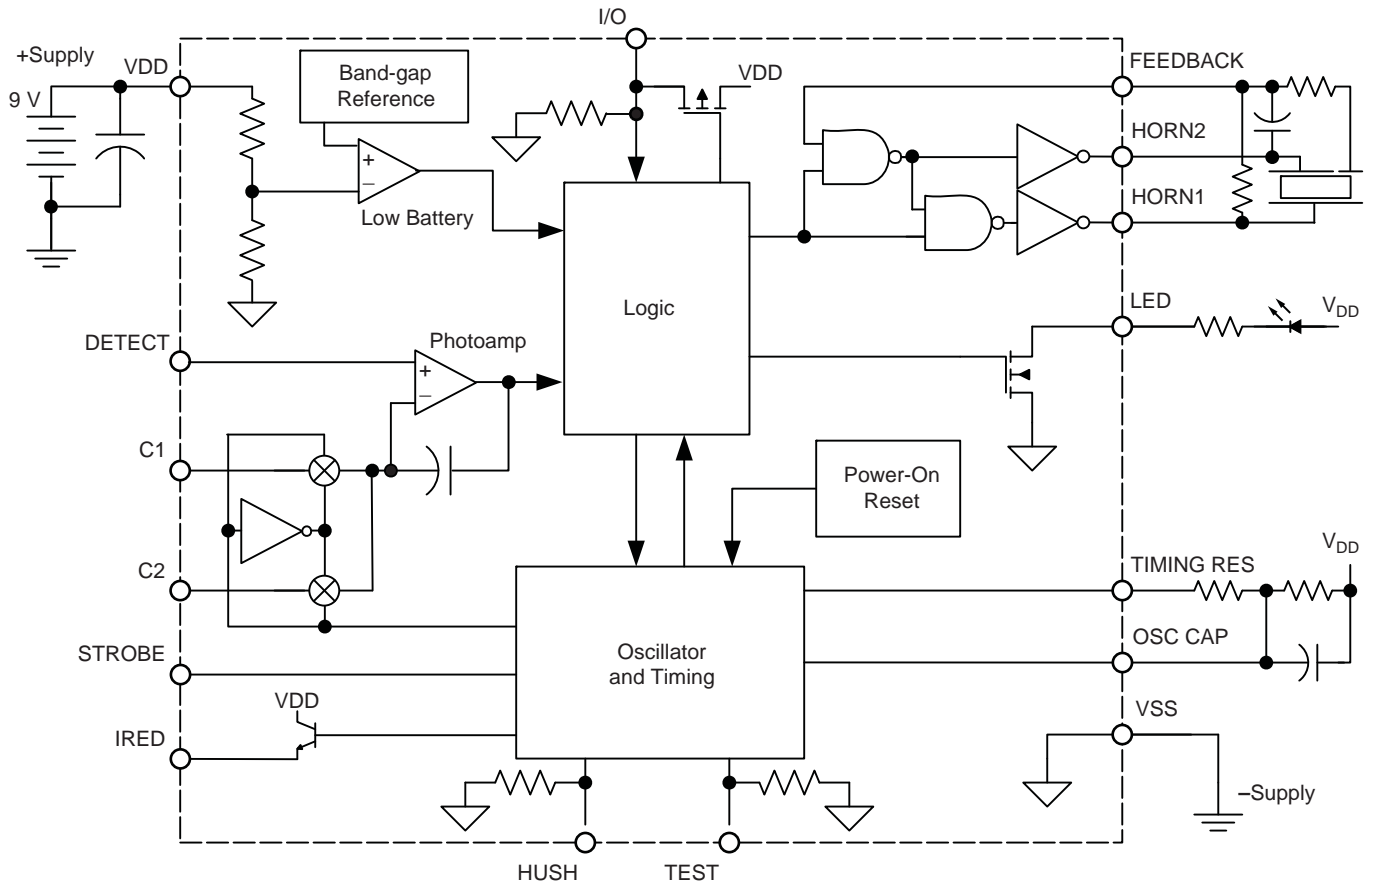 I/O
+Supply
VDD
9 V
Band-gap
Reference
VDD
FEEDBACK
HORN2
HORN1
+
−
Low Battery
Logic
LED
VDD
DETECT
Photoamp
+
−
C1
Power-On
Reset
C2
VDD
TIMING RES
OSC CAP
STROBE
Oscillator
and Timing
VDD
IRED
VSS
–Supply
HUSH
TEST